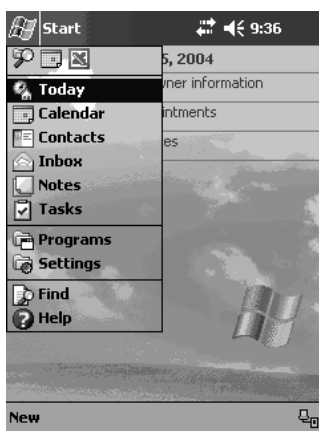 Start 9:36
5, 2004
Today
ner information
Calendar
intments
Contacts
es
Inbox
Notes
Tasks
Programs
Settings
Find
Help
New